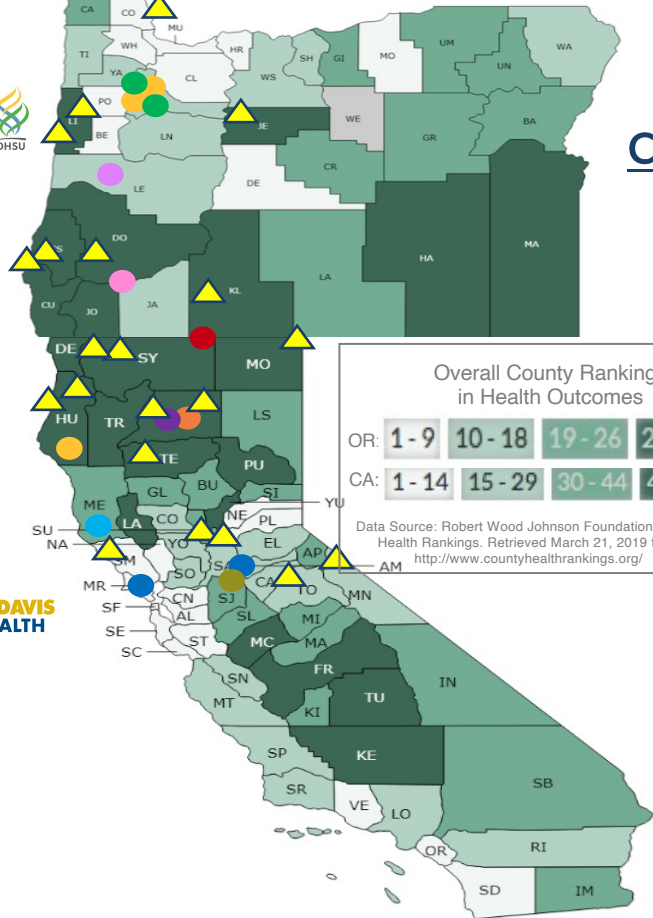 CA
CO
MU
TI
WH
HR
MO
UM
WA
SH
GI
UN
YA
CL
WS
PO
LI
JE
WE
BA
BE
LN
GR
OHSU
CR
C
LE
DE
DO
HA
MA
LA
KL
CU
JO
JA
DE
SY
MO
Overall County Ranking
in Health Outcomes
HU
TR
LS
OR: 1 - 9 10 - 18 19 - 26 2
TE
PU
CA: 1 - 14 15 - 29 30 - 44 4
GL
BU
SI
ME
LA
CO
NE
YU
PL
SU
NA
YO
EL
Data Source: Robert Wood Johnson Foundation
Health Rankings. Retrieved March 21, 2019 f
http://www.countyhealthrankings.org/
SM
SO
SA
AP
AM
MR
CA
TO
MN
CN
SJ
SF
AL
SL
MI
DAVIS
ALTH
SE
ST
MC
MA
SC
SN
FR
IN
MT
KI
TU
SP
KE
SR
SB
VE
LO
OR
RI
SD
IM